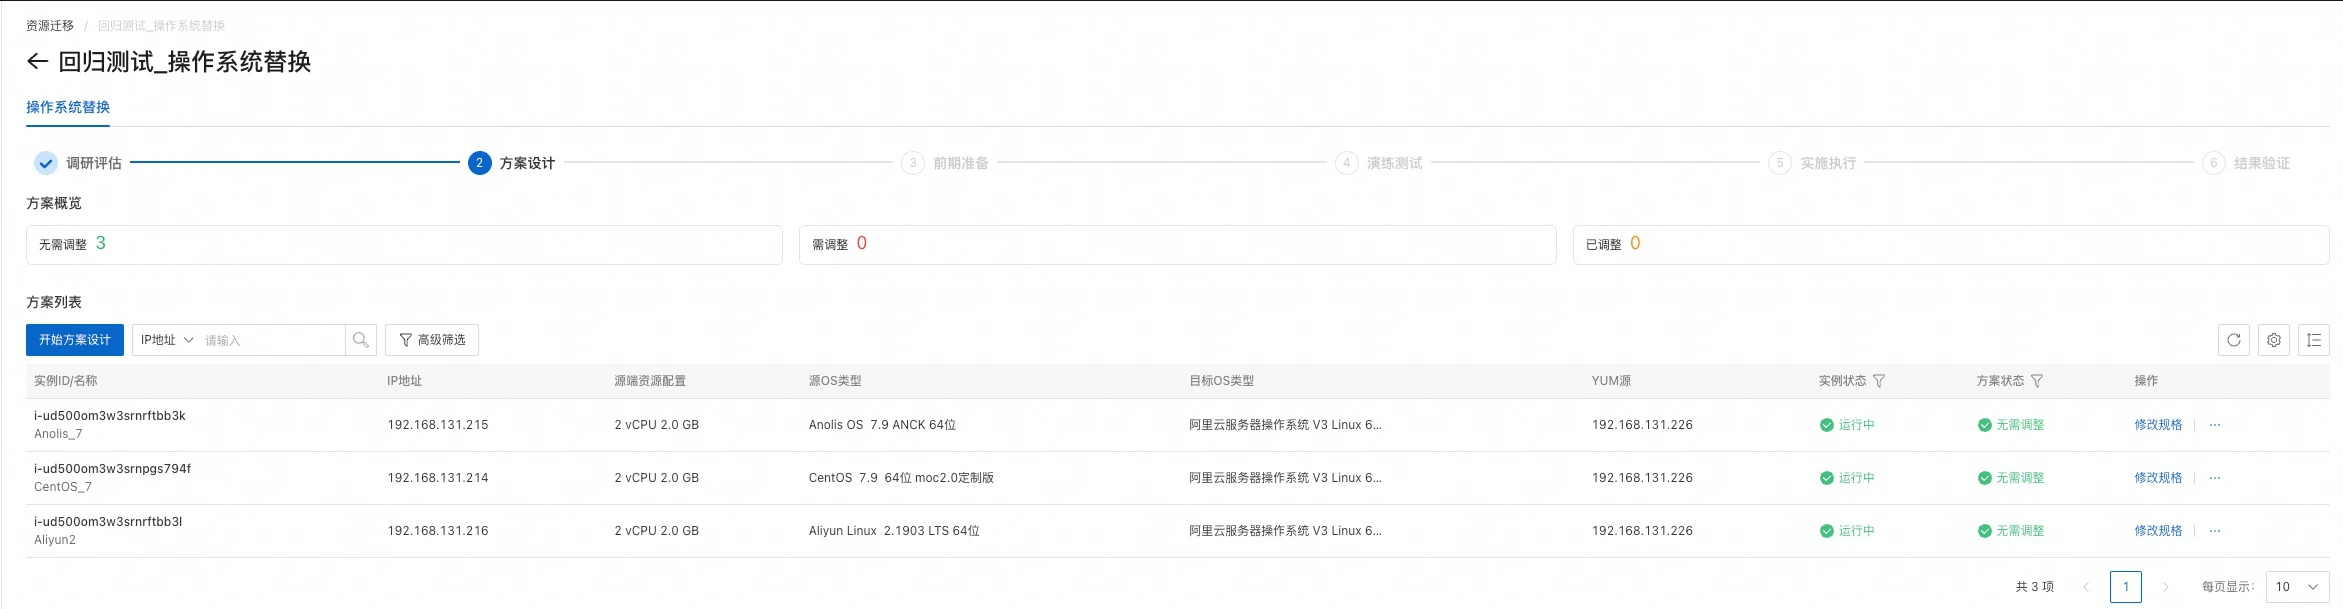 资源迁移 / 回归测试_操作系统替换
回归测试_操作系统替换
操作系统替换
调研评估 2 方案设计 3 前期准备 4 演练测试 5 实施执行 6 结果验证
方案概览
无需调整 3 需调整 0 已调整 0
方案列表
开始方案设计 IP地址 请输入 高级筛选
实例ID/名称 IP地址 源端资源配置 源OS类型 目标OS类型 YUM源 实例状态 方案状态 操作
i-ud500om3w3srnrftbb3k
Anolis_7
192.168.131.215 2 vCPU 2.0 GB Anolis OS 7.9 ANCK 64位 阿里云服务器操作系统 V3 Linux 6... 192.168.131.226 运行中 无需调整 修改规格 ...
i-ud500om3w3srnpgs794f
CentOS_7
192.168.131.214 2 vCPU 2.0 GB CentOS 7.9 64位 moc2.0定制版 阿里云服务器操作系统 V3 Linux 6... 192.168.131.226 运行中 无需调整 修改规格 ...
i-ud500om3w3srnrftbb3l
Aliyun2
192.168.131.216 2 vCPU 2.0 GB Aliyun Linux 2.1903 LTS 64位 阿里云服务器操作系统 V3 Linux 6... 192.168.131.226 运行中 无需调整 修改规格 ...
共 3 项 1 每页显示: 10